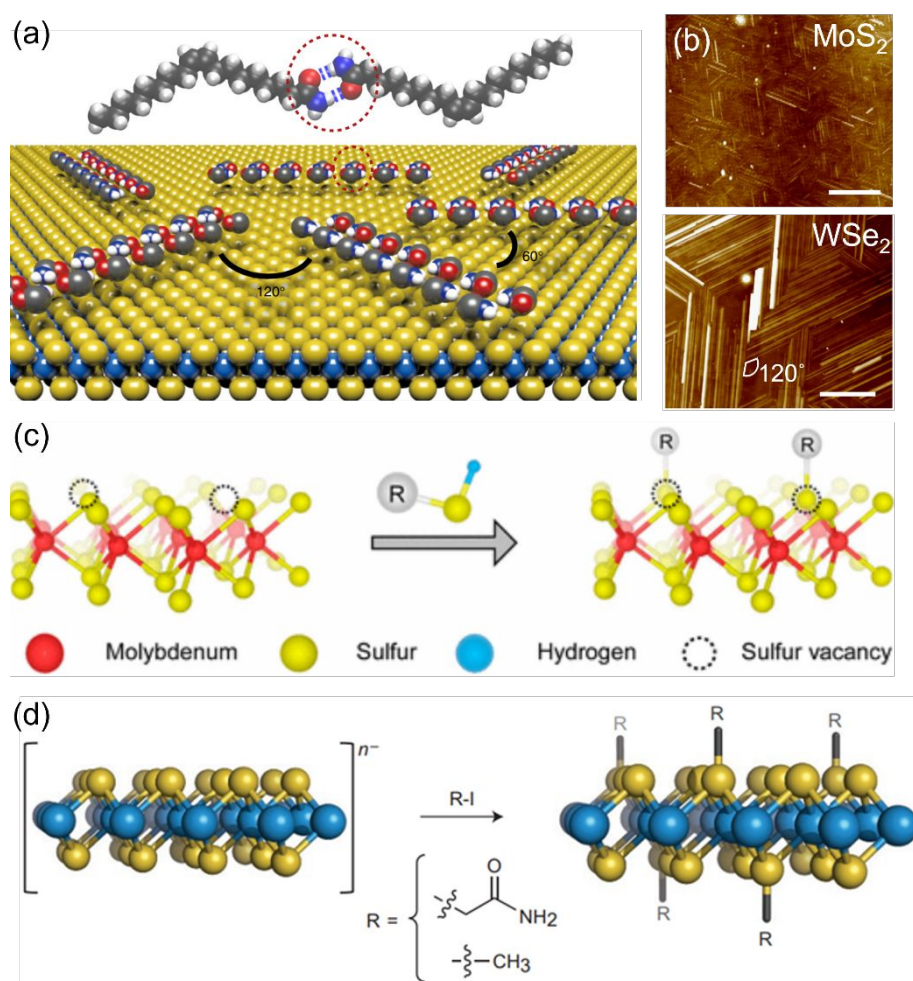 (a)
120°
60°
(b)
MoS2
WSe2
120°
(c)
R
R
R
Molybdenum
Sulfur
Hydrogen
Sulfur vacancy
(d)
n−
R-I
R =
O
NH2
CH3
R
R
R
R
R